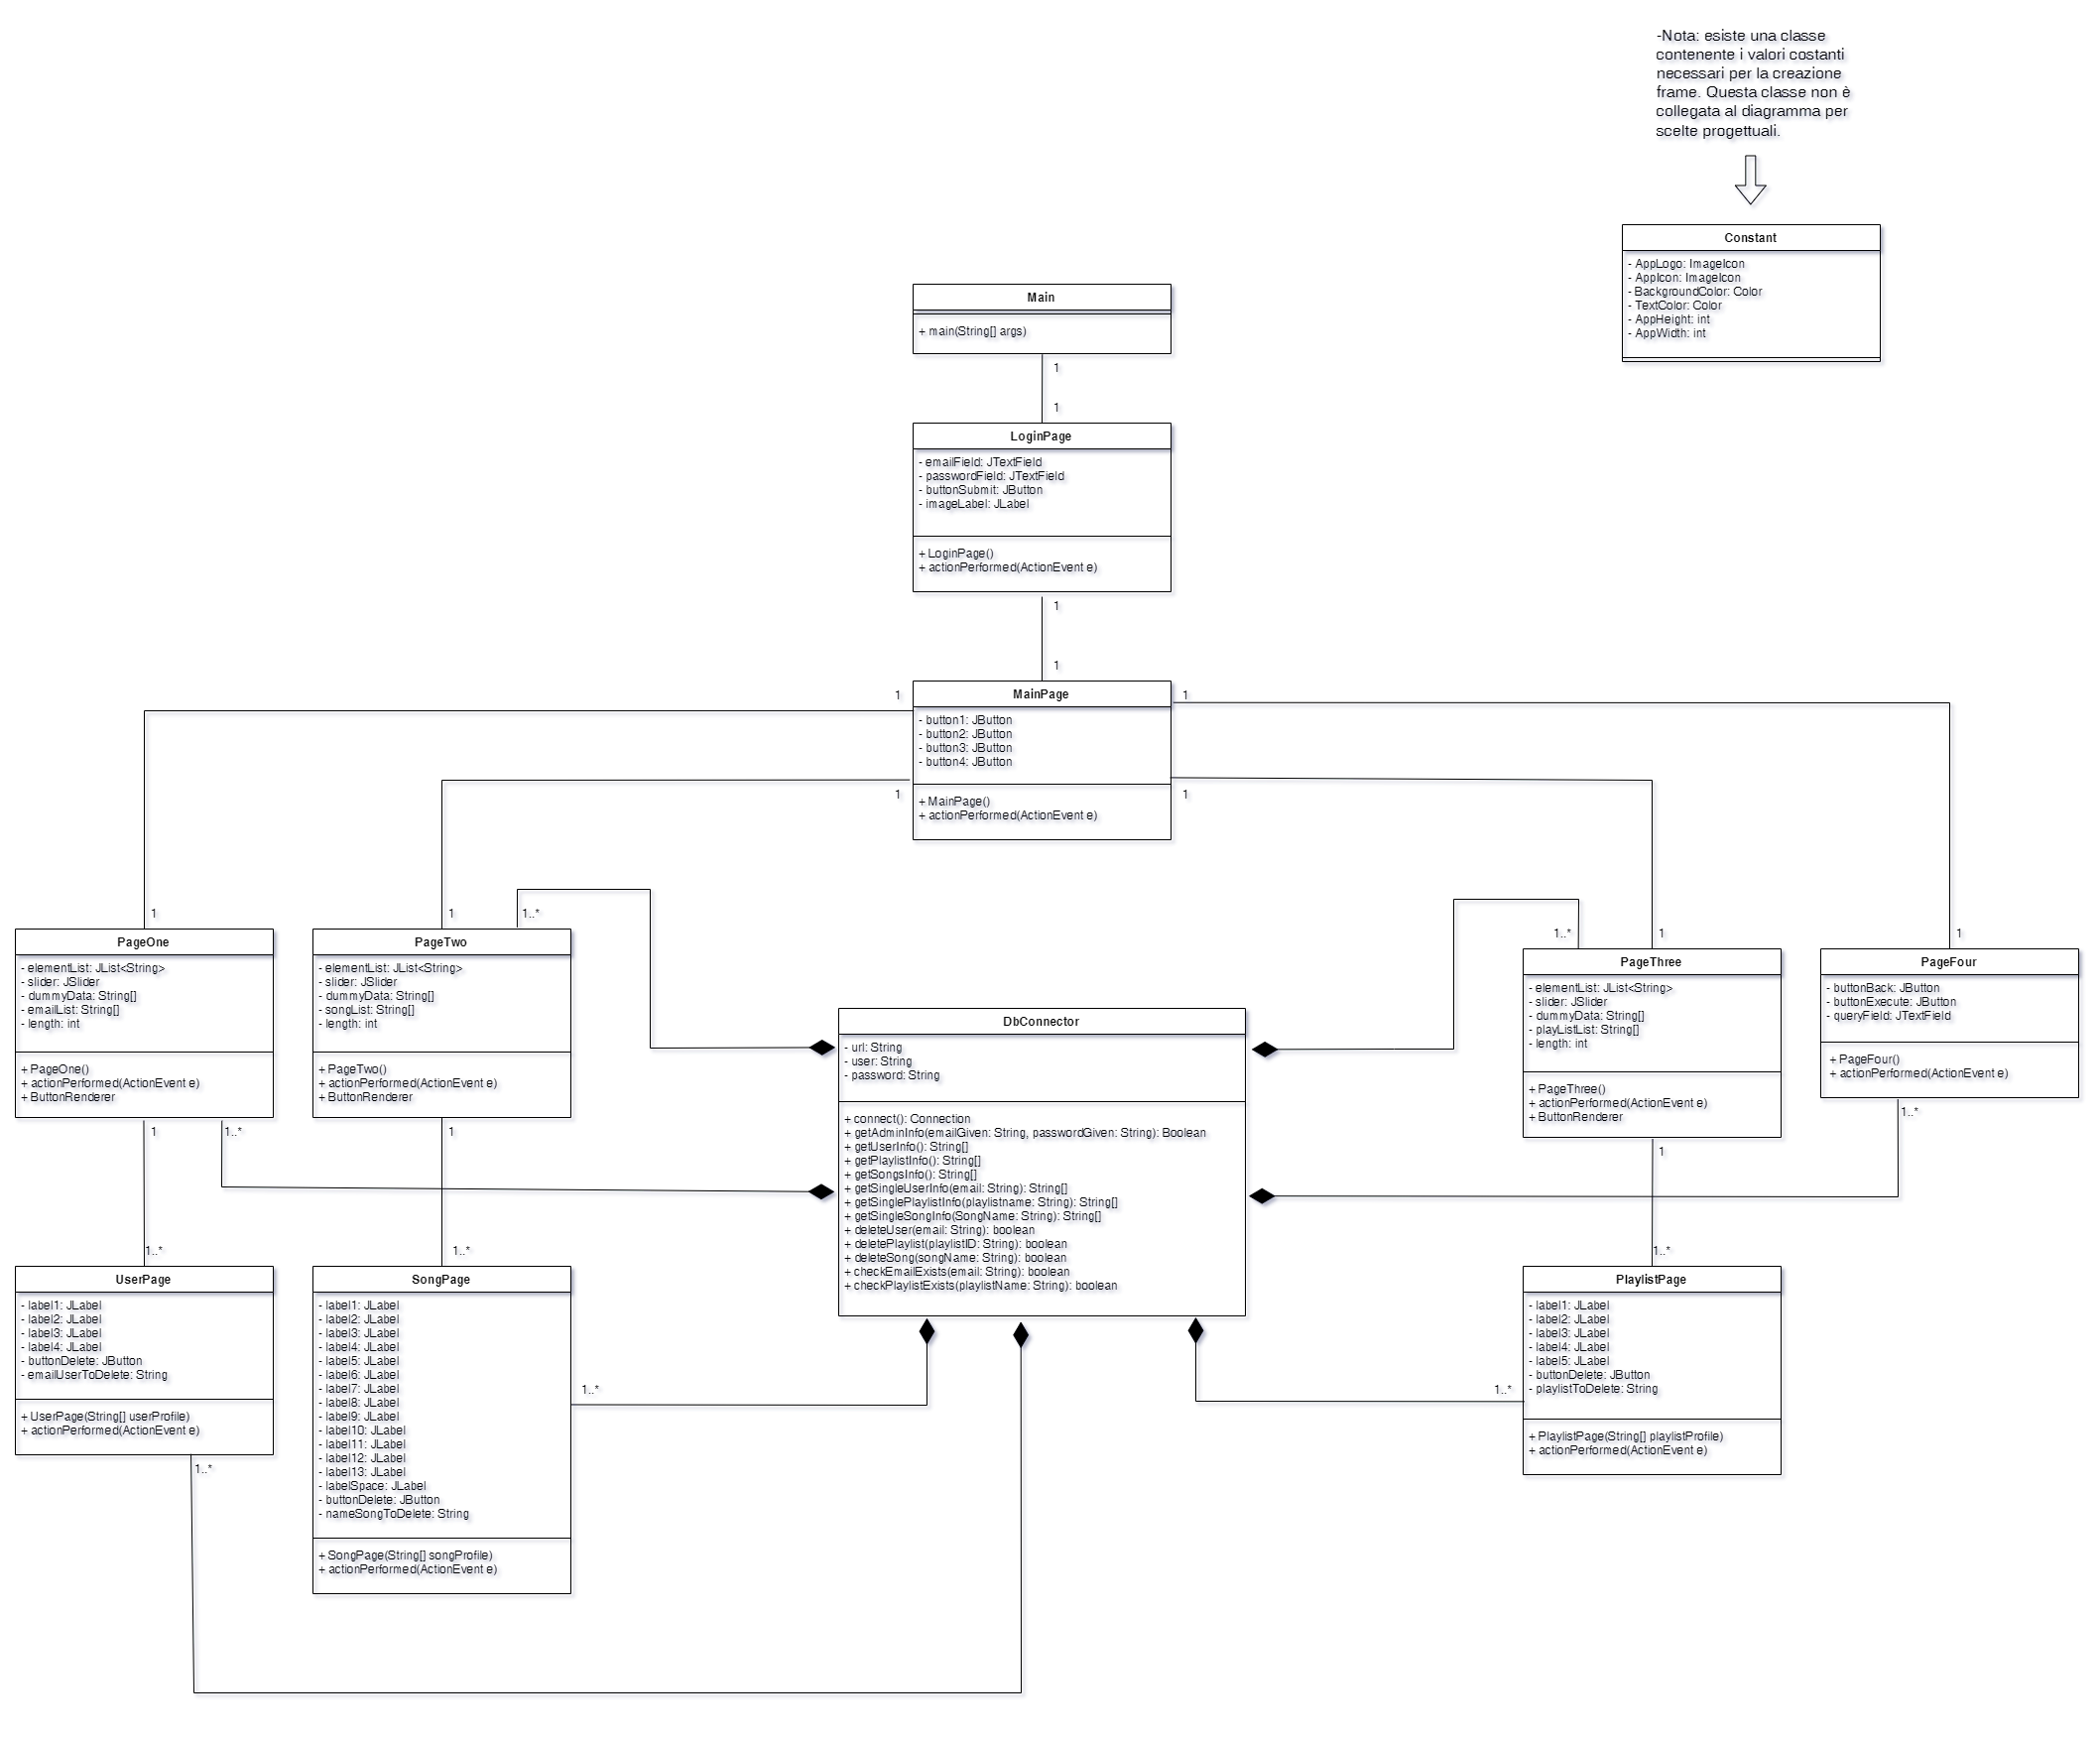 -Nota: esiste una classe
contenente i valori costanti
necessari per la creazione
frame. Questa classe non è
collegata al diagramma per
scelte progettuali.
Constant
- AppLogo: ImageIcon
- AppIcon: ImageIcon
- BackgroundColor: Color
- TextColor: Color
- AppHeight: int
- AppWidth: int
Main
+ main(String[] args)
1
1
LoginPage
- emailField: JTextField
- passwordField: JTextField
- buttonSubmit: JButton
- imageLabel: JLabel
+ LoginPage()
+ actionPerformed(ActionEvent e)
1
1
1
1
MainPage
- button1: JButton
- button2: JButton
- button3: JButton
- button4: JButton
+ MainPage()
+ actionPerformed(ActionEvent e)
1
1
1
PageOne
- elementList: JList<String>
- slider: JSlider
- dummyData: String[]
- emailList: String[]
- length: int
+ PageOne()
+ actionPerformed(ActionEvent e)
+ ButtonRenderer
1
1..*
1
1..*
PageTwo
- elementList: JList<String>
- slider: JSlider
- dummyData: String[]
- songList: String[]
- length: int
+ PageTwo()
+ actionPerformed(ActionEvent e)
+ ButtonRenderer
1
DbConnector
- url: String
- user: String
- password: String
+ connect(): Connection
+ getAdminInfo(emailGiven: String, passwordGiven: String): Boolean
+ getUserInfo(): String[]
+ getPlaylistInfo(): String[]
+ getSongsInfo(): String[]
+ getSingleUserInfo(email: String): String[]
+ getSinglePlaylistInfo(playlistname: String): String[]
+ getSingleSongInfo(SongName: String): String[]
+ deleteUser(email: String): boolean
+ deletePlaylist(playlistID: String): boolean
+ deleteSong(songName: String): boolean
+ checkEmailExists(email: String): boolean
+ checkPlaylistExists(playlistName: String): boolean
1..*
1
PageThree
- elementList: JList<String>
- slider: JSlider
- dummyData: String[]
- playListList: String[]
- length: int
+ PageThree()
+ actionPerformed(ActionEvent e)
+ ButtonRenderer
1
1
PageFour
- buttonBack: JButton
- buttonExecute: JButton
- queryField: JTextField
+ PageFour()
+ actionPerformed(ActionEvent e)
1..*
1..*
UserPage
- label1: JLabel
- label2: JLabel
- label3: JLabel
- label4: JLabel
- buttonDelete: JButton
- emailUserToDelete: String
+ UserPage(String[] userProfile)
+ actionPerformed(ActionEvent e)
1..*
1..*
SongPage
- label1: JLabel
- label2: JLabel
- label3: JLabel
- label4: JLabel
- label5: JLabel
- label6: JLabel
- label7: JLabel
- label8: JLabel
- label9: JLabel
- label10: JLabel
- label11: JLabel
- label12: JLabel
- label13: JLabel
- labelSpace: JLabel
- buttonDelete: JButton
- nameSongToDelete: String
+ SongPage(String[] songProfile)
+ actionPerformed(ActionEvent e)
1..*
1..*
1..*
PlaylistPage
- label1: JLabel
- label2: JLabel
- label3: JLabel
- label4: JLabel
- label5: JLabel
- buttonDelete: JButton
- playlistToDelete: String
+ PlaylistPage(String[] playlistProfile)
+ actionPerformed(ActionEvent e)